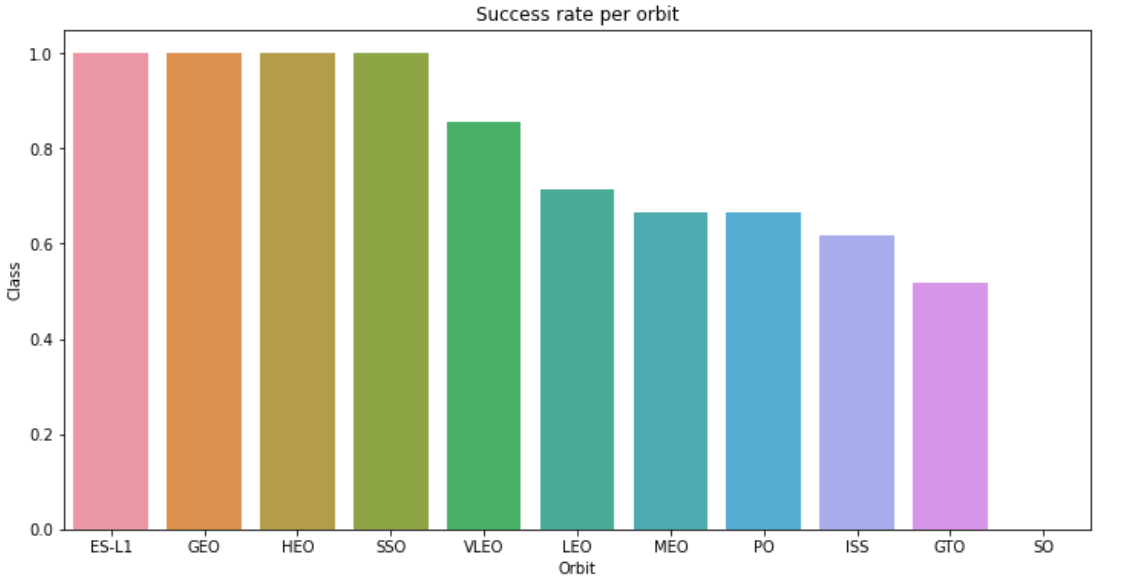 Success rate per orbit
1.0
0.8
0.6
0.4
0.2
0.0
Class
ES-L1 GEO HEO SSO VLEO LEO MEO PO ISS GTO SO
Orbit